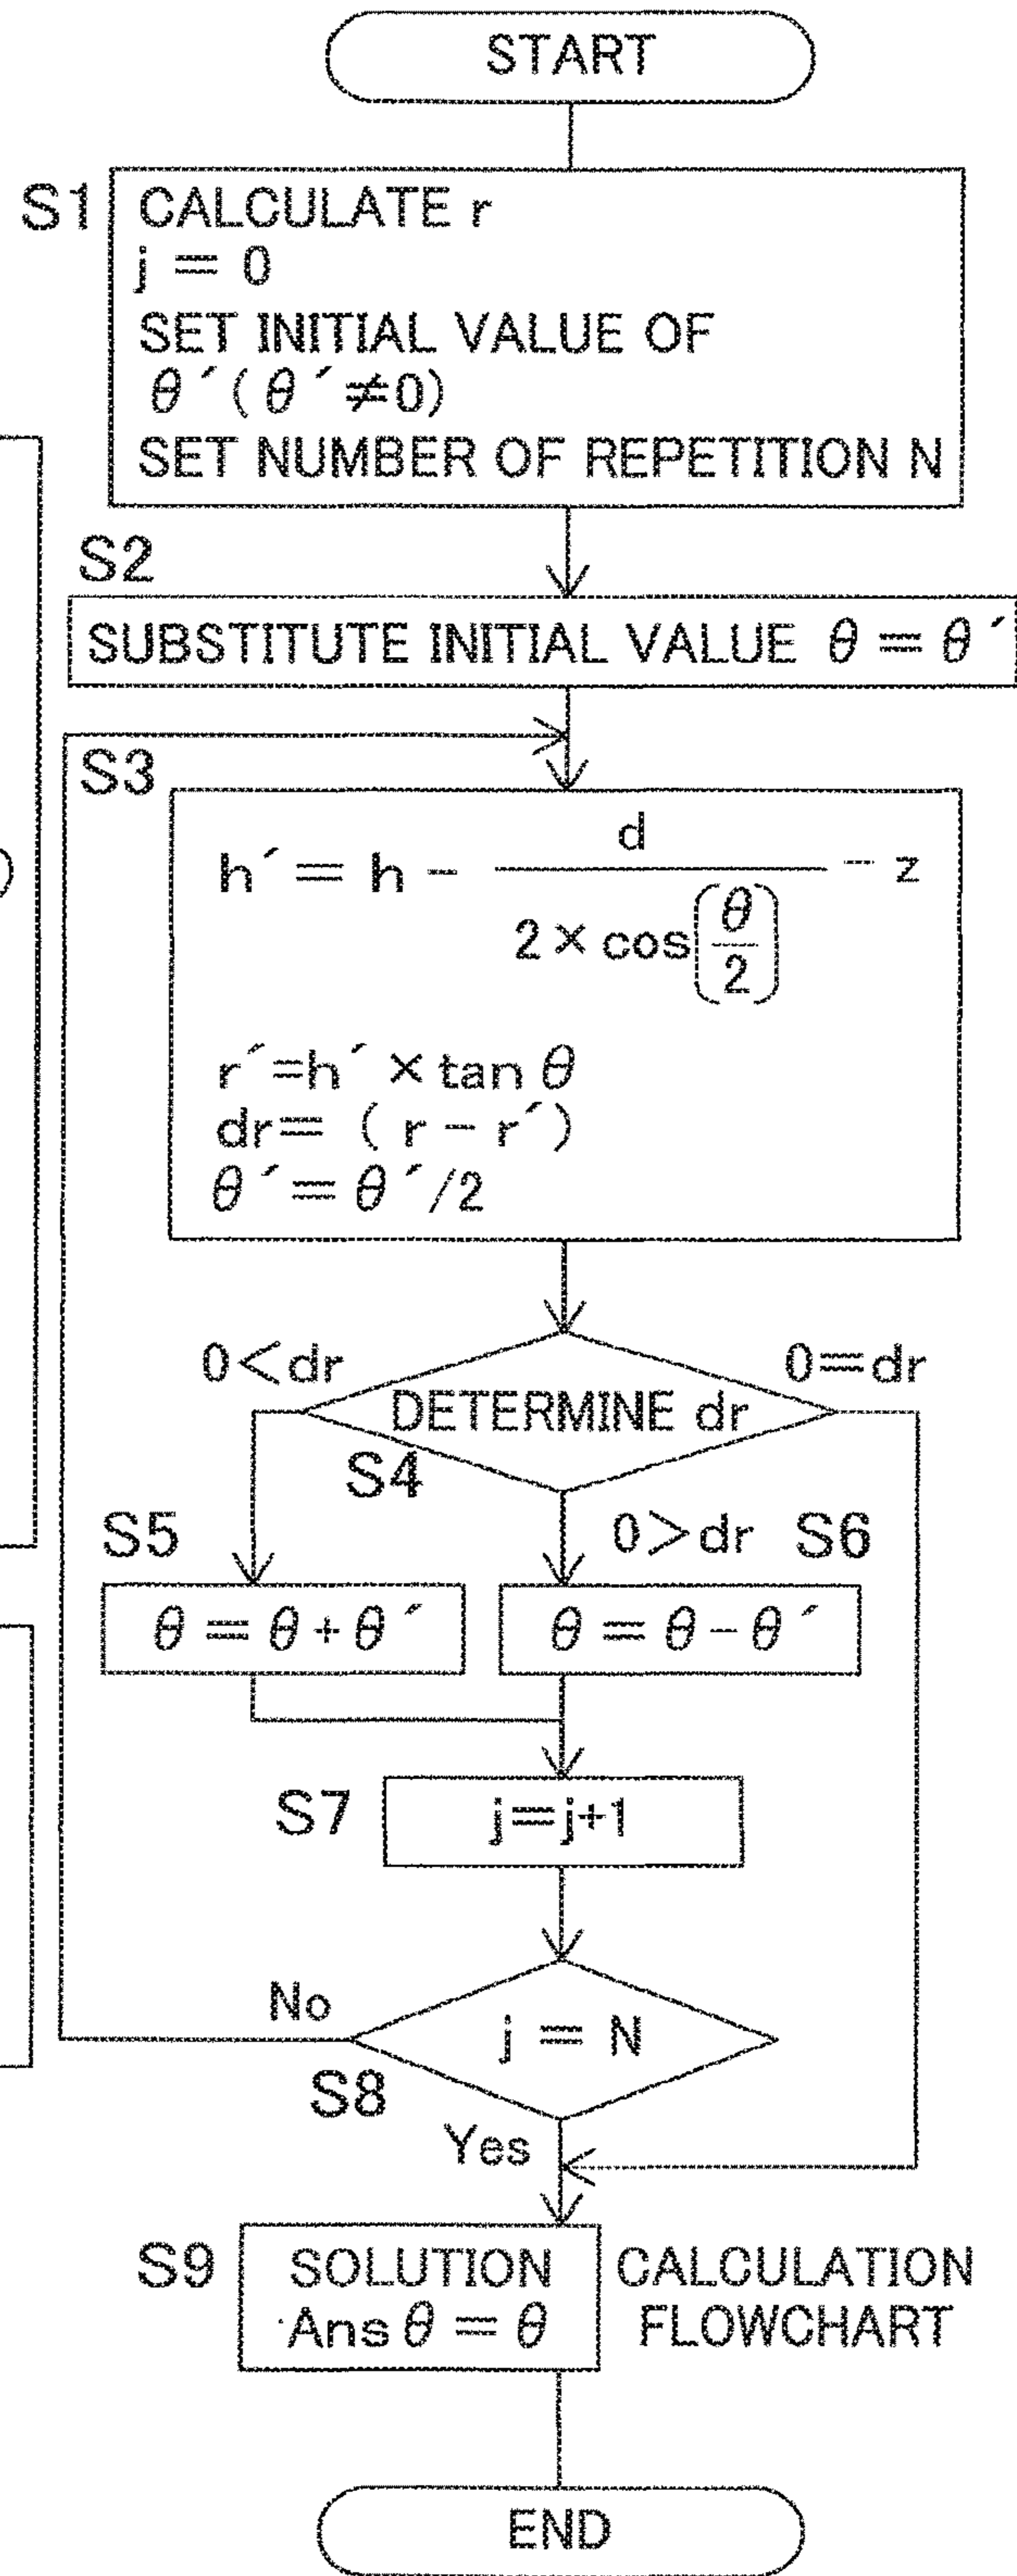 START
S1
CALCULATE r
j = 0
SET INITIAL VALUE OF
θ´(θ´≠0)
SET NUMBER OF REPETITION N
S2
SUBSTITUTE INITIAL VALUE θ = θ´
S3
)
h´ = h - d / (2 × cos(θ/2)) - z
r´=h´ × tan θ
dr= ( r - r´)
θ´= θ´/2
0<dr
0=dr
DETERMINE dr
S4
S5
0>dr S6
θ = θ + θ´
θ = θ - θ´
S7
j=j+1
No
j = N
S8
Yes
S9
SOLUTION
Ans θ = θ
CALCULATION
FLOWCHART
END